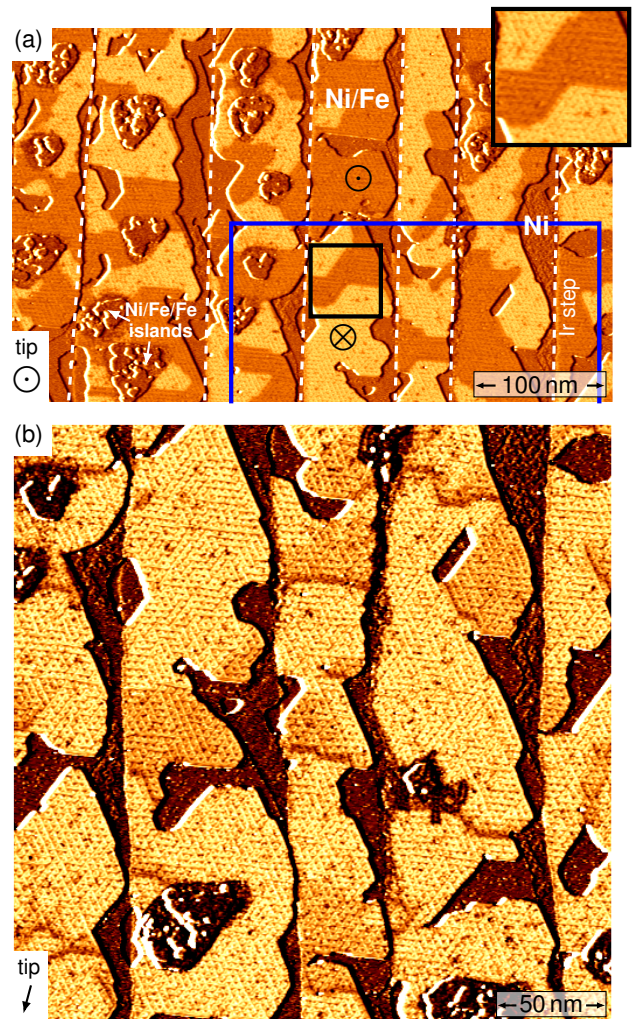 (a)
Ni/Fe
Ni
Ni/Fe/Fe
islands
Ir step
tip
100 nm
(b)
tip
50 nm